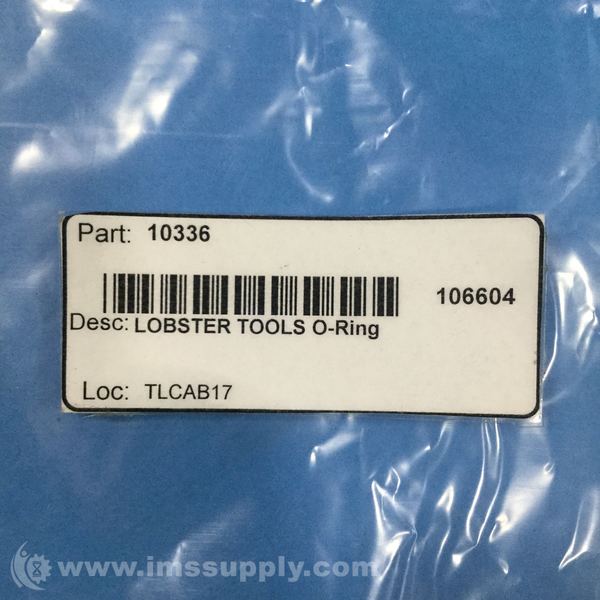 Part: 10336
106604
Desc: LOBSTER TOOLS O-Ring
Loc: TLCAB17
www.imssupply.com